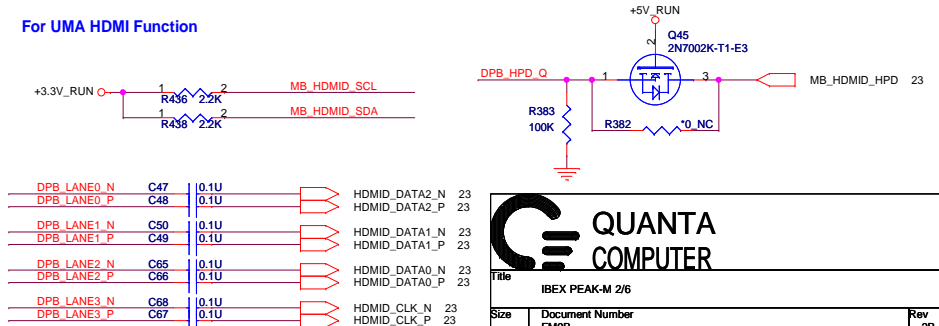 For UMA HDMI Function
+3.3V_RUN
1 2 MB_HDMID_SCL
R436 2.2K
1 2 MB_HDMID_SDA
R438 2.2K
+5V_RUN
2 Q45
2N7002K-T1-E3
DPB_HPD_Q 1 3 MB_HDMID_HPD 23
R383
100K
R382 *0_NC
DPB_LANE0_N C47 0.1U HDMID_DATA2_N 23
DPB_LANE0_P C48 0.1U HDMID_DATA2_P 23
DPB_LANE1_N C50 0.1U HDMID_DATA1_N 23
DPB_LANE1_P C49 0.1U HDMID_DATA1_P 23
DPB_LANE2_N C65 0.1U HDMID_DATA0_N 23
DPB_LANE2_P C66 0.1U HDMID_DATA0_P 23
DPB_LANE3_N C68 0.1U HDMID_CLK_N 23
DPB_LANE3_P C67 0.1U HDMID_CLK_P 23
QUANTA
COMPUTER
Title
IBEX PEAK-M 2/6
Size Document Number Rev